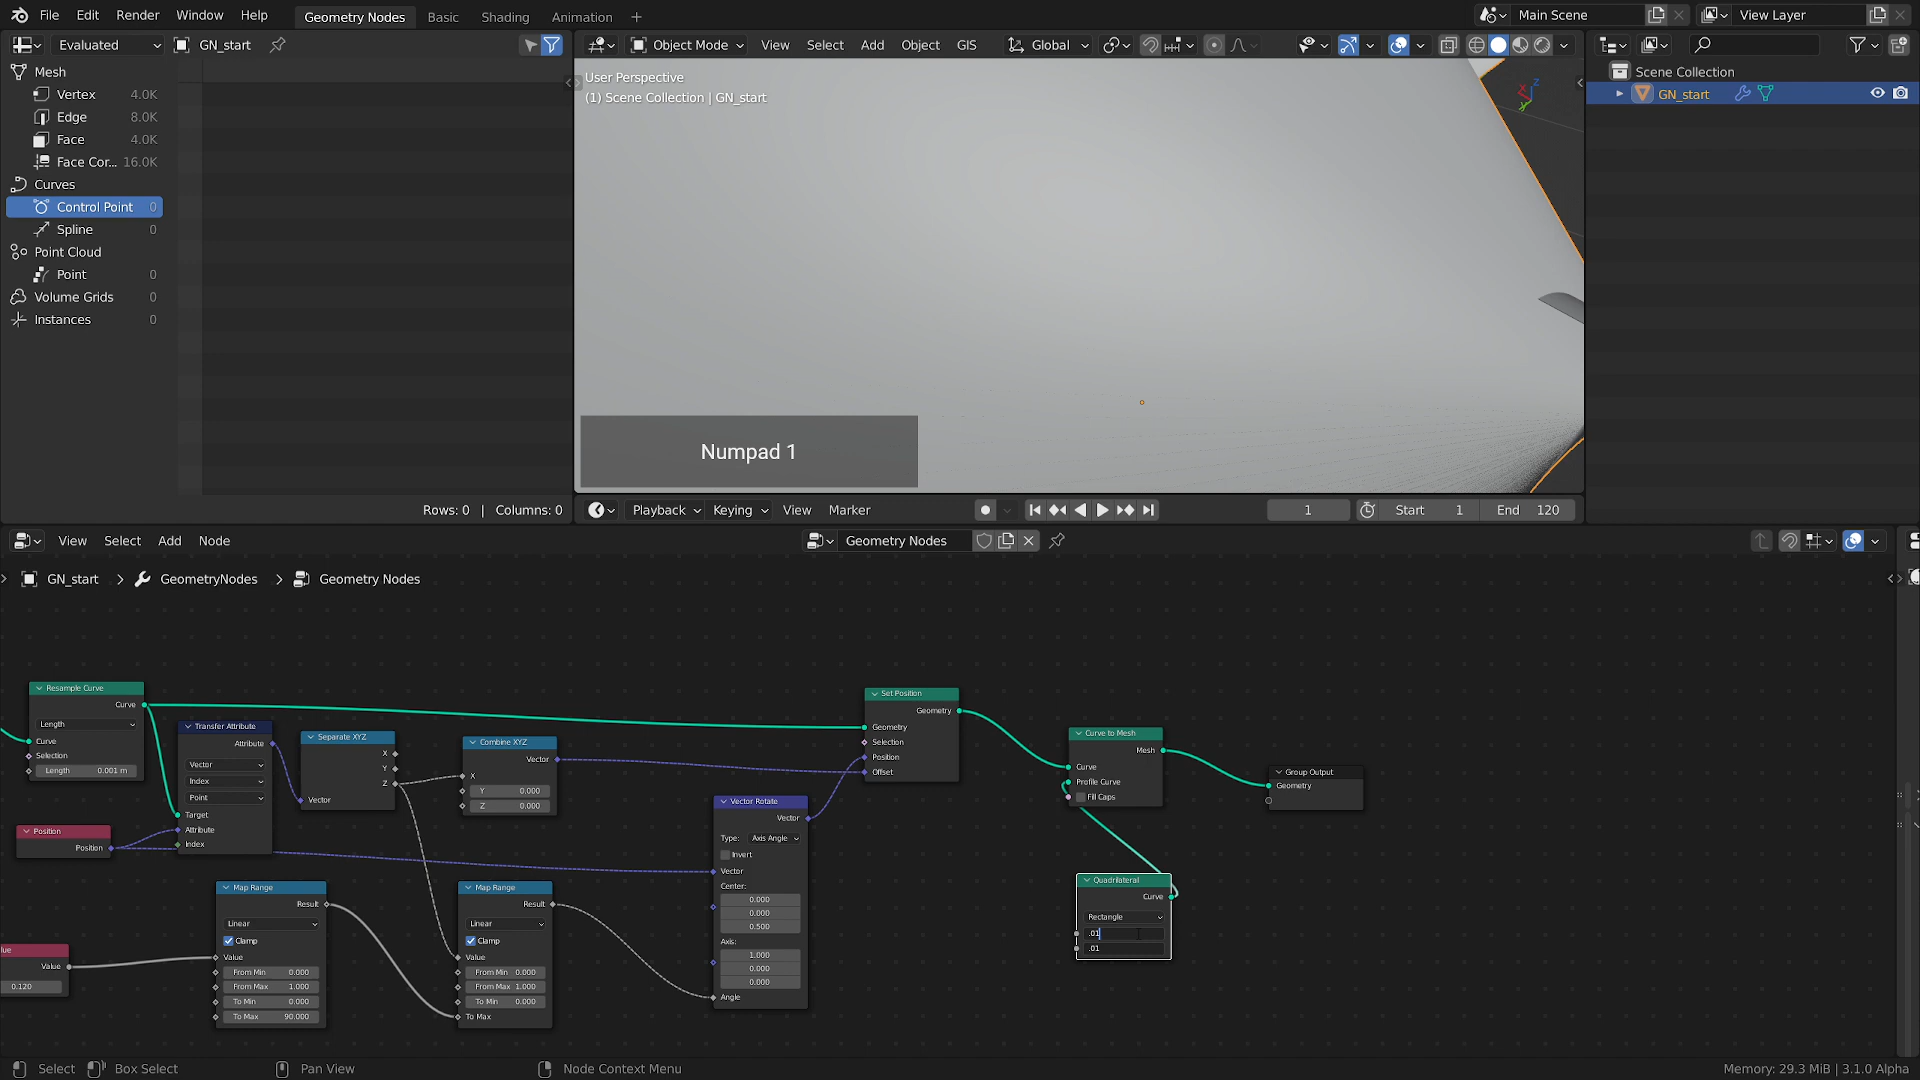 File Edit Render Window Help Geometry Nodes Basic Shading Animation + Main Scene View Layer
Evaluated GN_start
Object Mode View Select Add Object GIS Global
Mesh
Vertex 4.0K
Edge 8.0K
Face 4.0K
Face Cor... 16.0K
Curves
Control Point 0
Spline 0
Point Cloud
Point 0
Volume Grids 0
Instances 0
Rows: 0 | Columns: 0
User Perspective
(1) Scene Collection | GN_start
Numpad 1
Z
X
Y
Scene Collection
GN_start
Playback Keying View Marker 1 Start 1 End 120
View Select Add Node Geometry Nodes
GN_start > GeometryNodes > Geometry Nodes
Resample Curve
Curve
Length
Curve
Selection
Length 0.001 m
Position
Position
Value
0.120
Transfer Attribute
Attribute
Vector
Index
Point
Target
Attribute
Index
Separate XYZ
X
Y
Z
Vector
Combine XYZ
Vector
X
Y 0.000
Z 0.000
Map Range
Result
Linear
Clamp
Value
From Min 0.000
From Max 1.000
To Min 0.000
To Max 90.000
Map Range
Result
Linear
Clamp
Value
From Min 0.000
From Max 1.000
To Min 0.000
To Max
Vector Rotate
Vector
Type: Axis Angle
Invert
Vector
Center:
0.000
0.000
0.500
Axis:
1.000
0.000
0.000
Angle
Set Position
Geometry
Geometry
Selection
Position
Offset
Curve to Mesh
Mesh
Curve
Profile Curve
Fill Caps
Quadrilateral
Curve
Rectangle
.01
.01
Group Output
Geometry
Select Box Select Pan View Node Context Menu Memory: 29.3 MiB | 3.1.0 Alpha